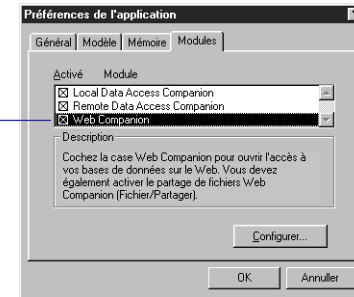 Préférences de l'application
Général Modèle Mémoire Modules
Activé Module
Local Data Access Companion
Remote Data Access Companion
Web Companion
Description
Cochez la case Web Companion pour ouvrir l'accès à
vos bases de données sur le Web. Vous devez
également activer le partage de fichiers Web
Companion (Fichier/Partager).
Configurer...
OK Annuller